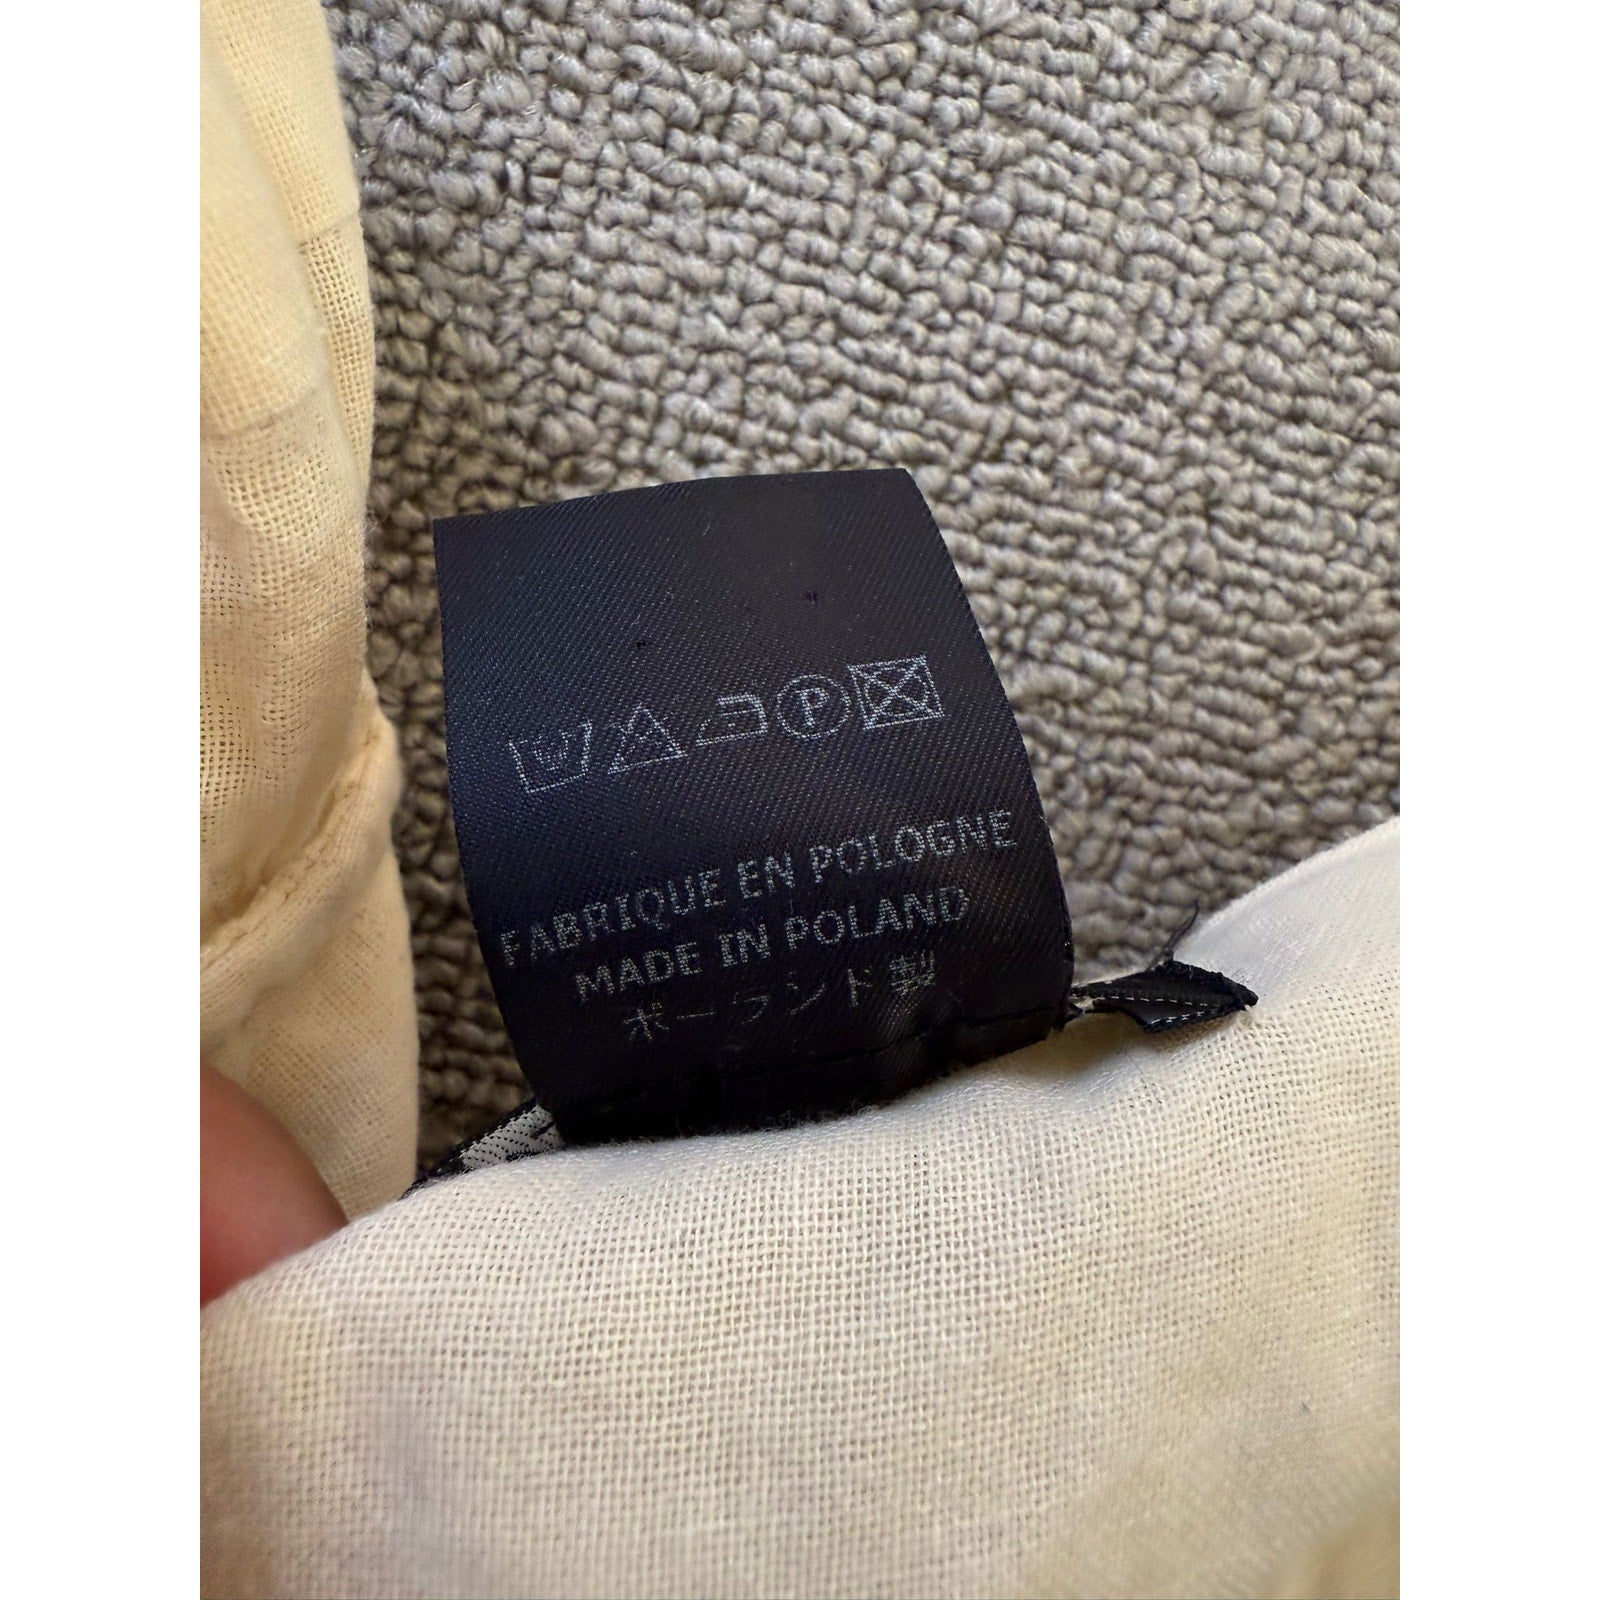 P
FABRIQUE EN POLOGNE
MADE IN POLAND
ポーランド製